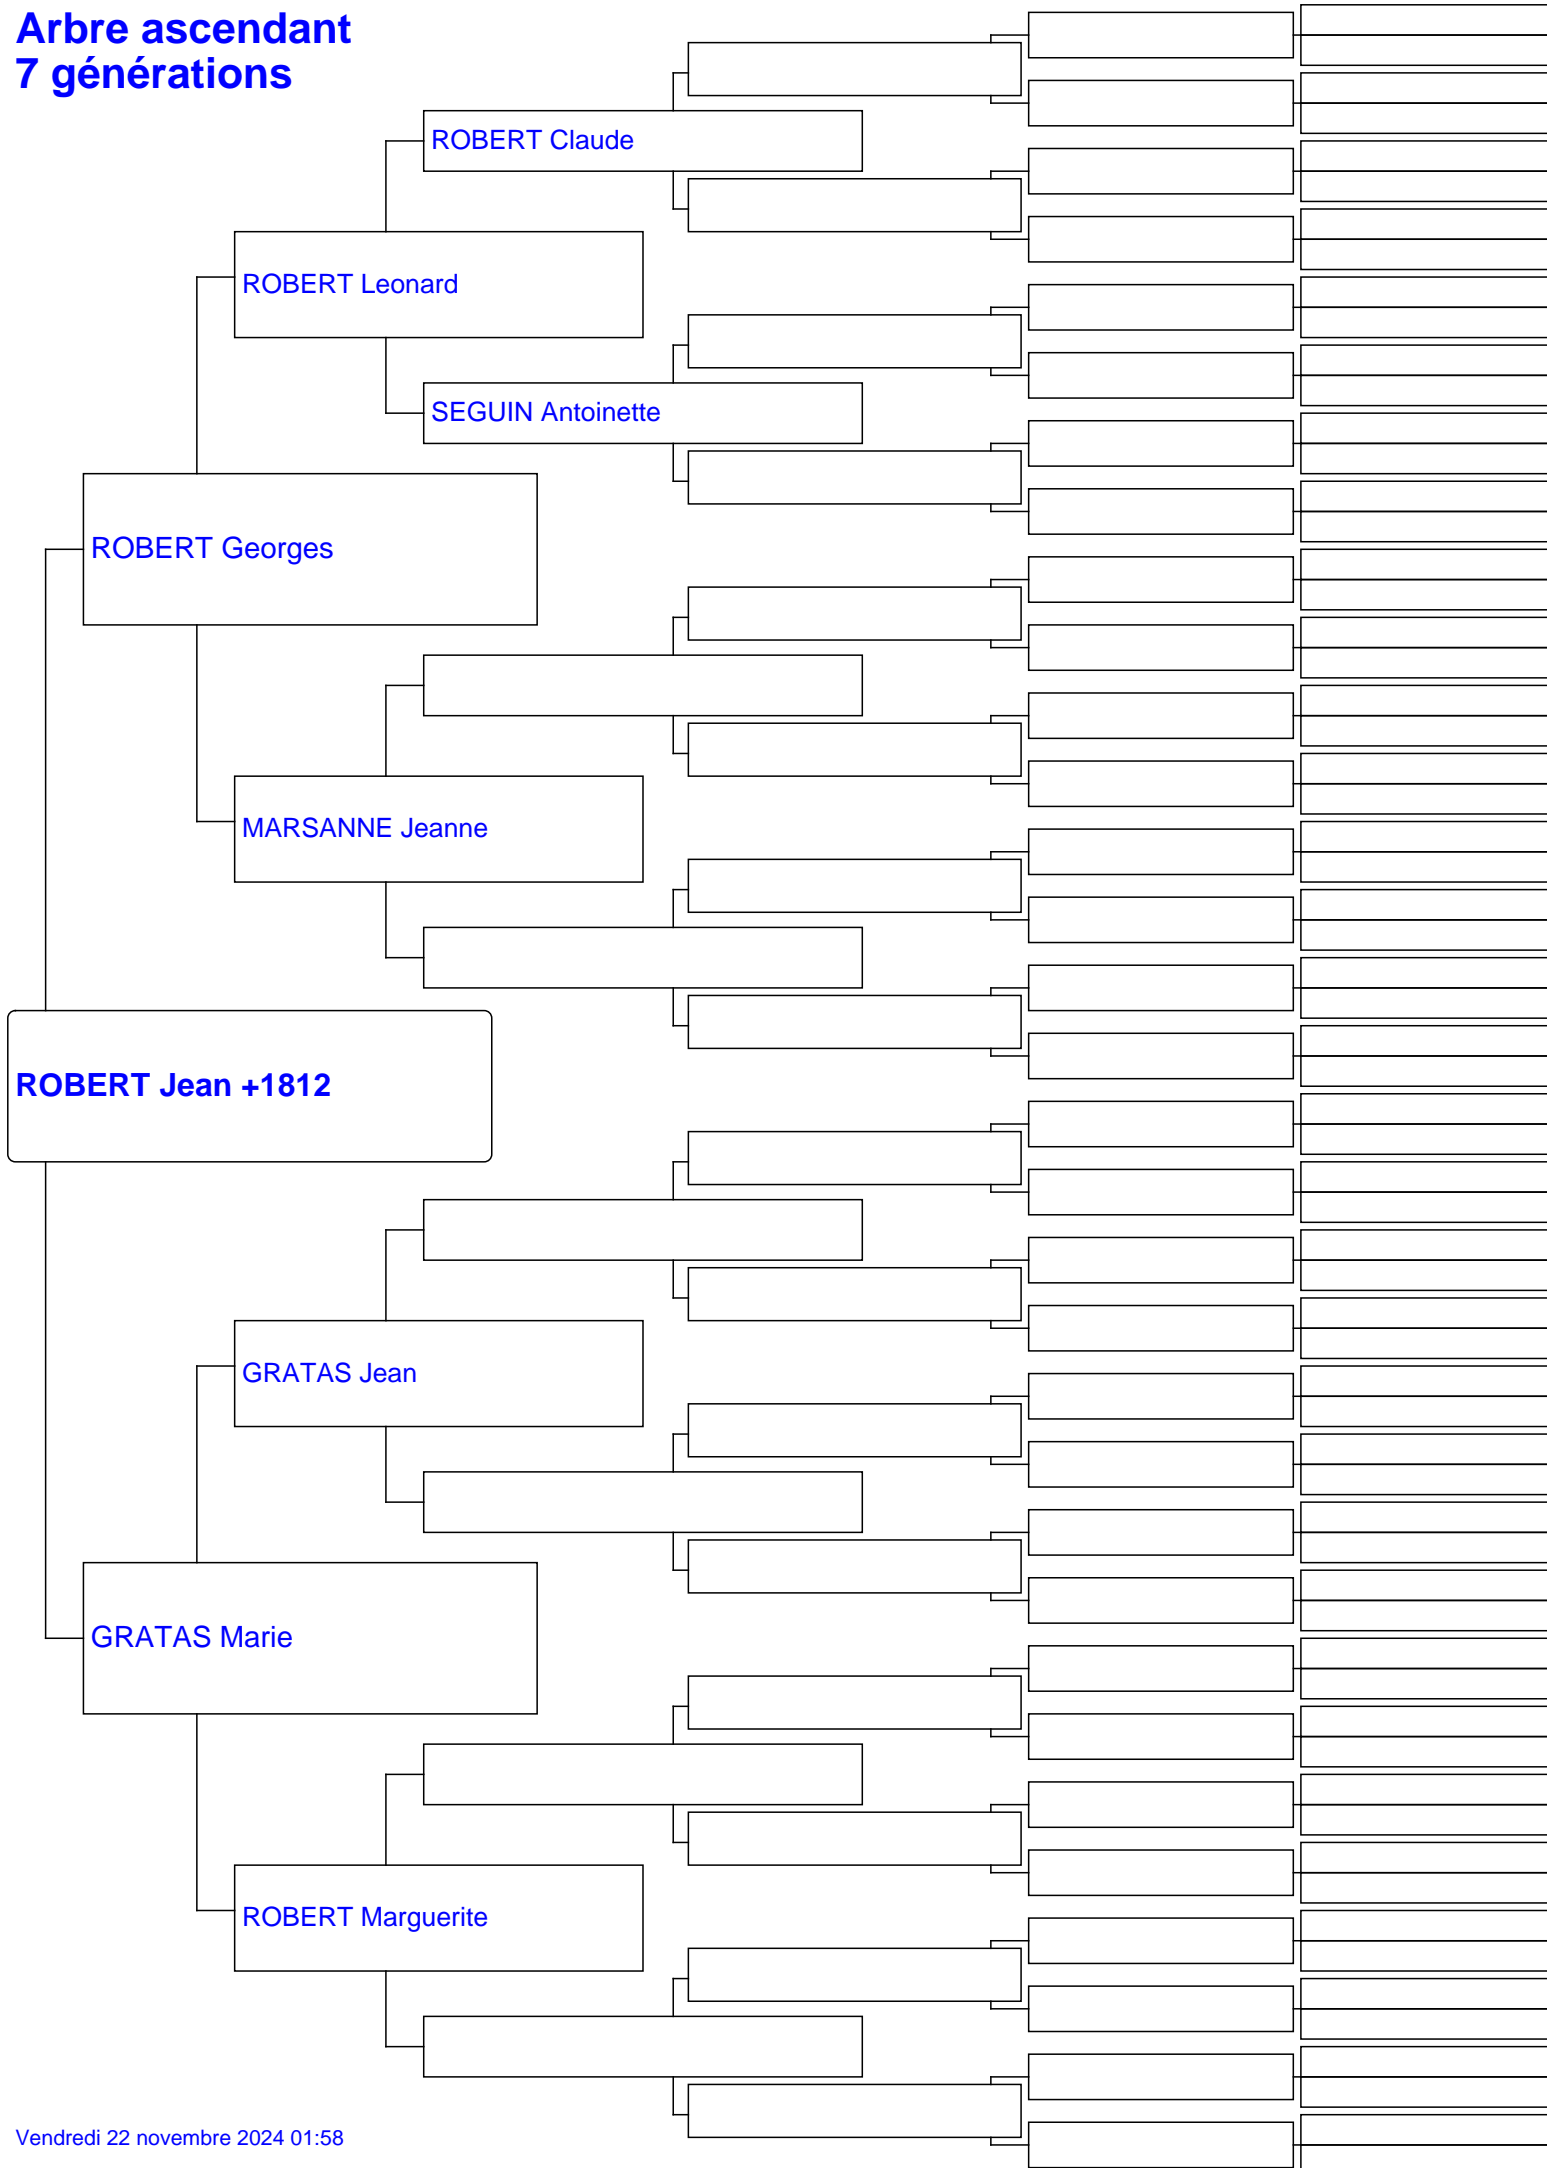 Arbre ascendant
7 générations
ROBERT Claude
ROBERT Leonard
SEGUIN Antoinette
ROBERT Georges
MARSANNE Jeanne
ROBERT Jean +1812
GRATAS Jean
GRATAS Marie
ROBERT Marguerite
Vendredi 22 novembre 2024 01:58